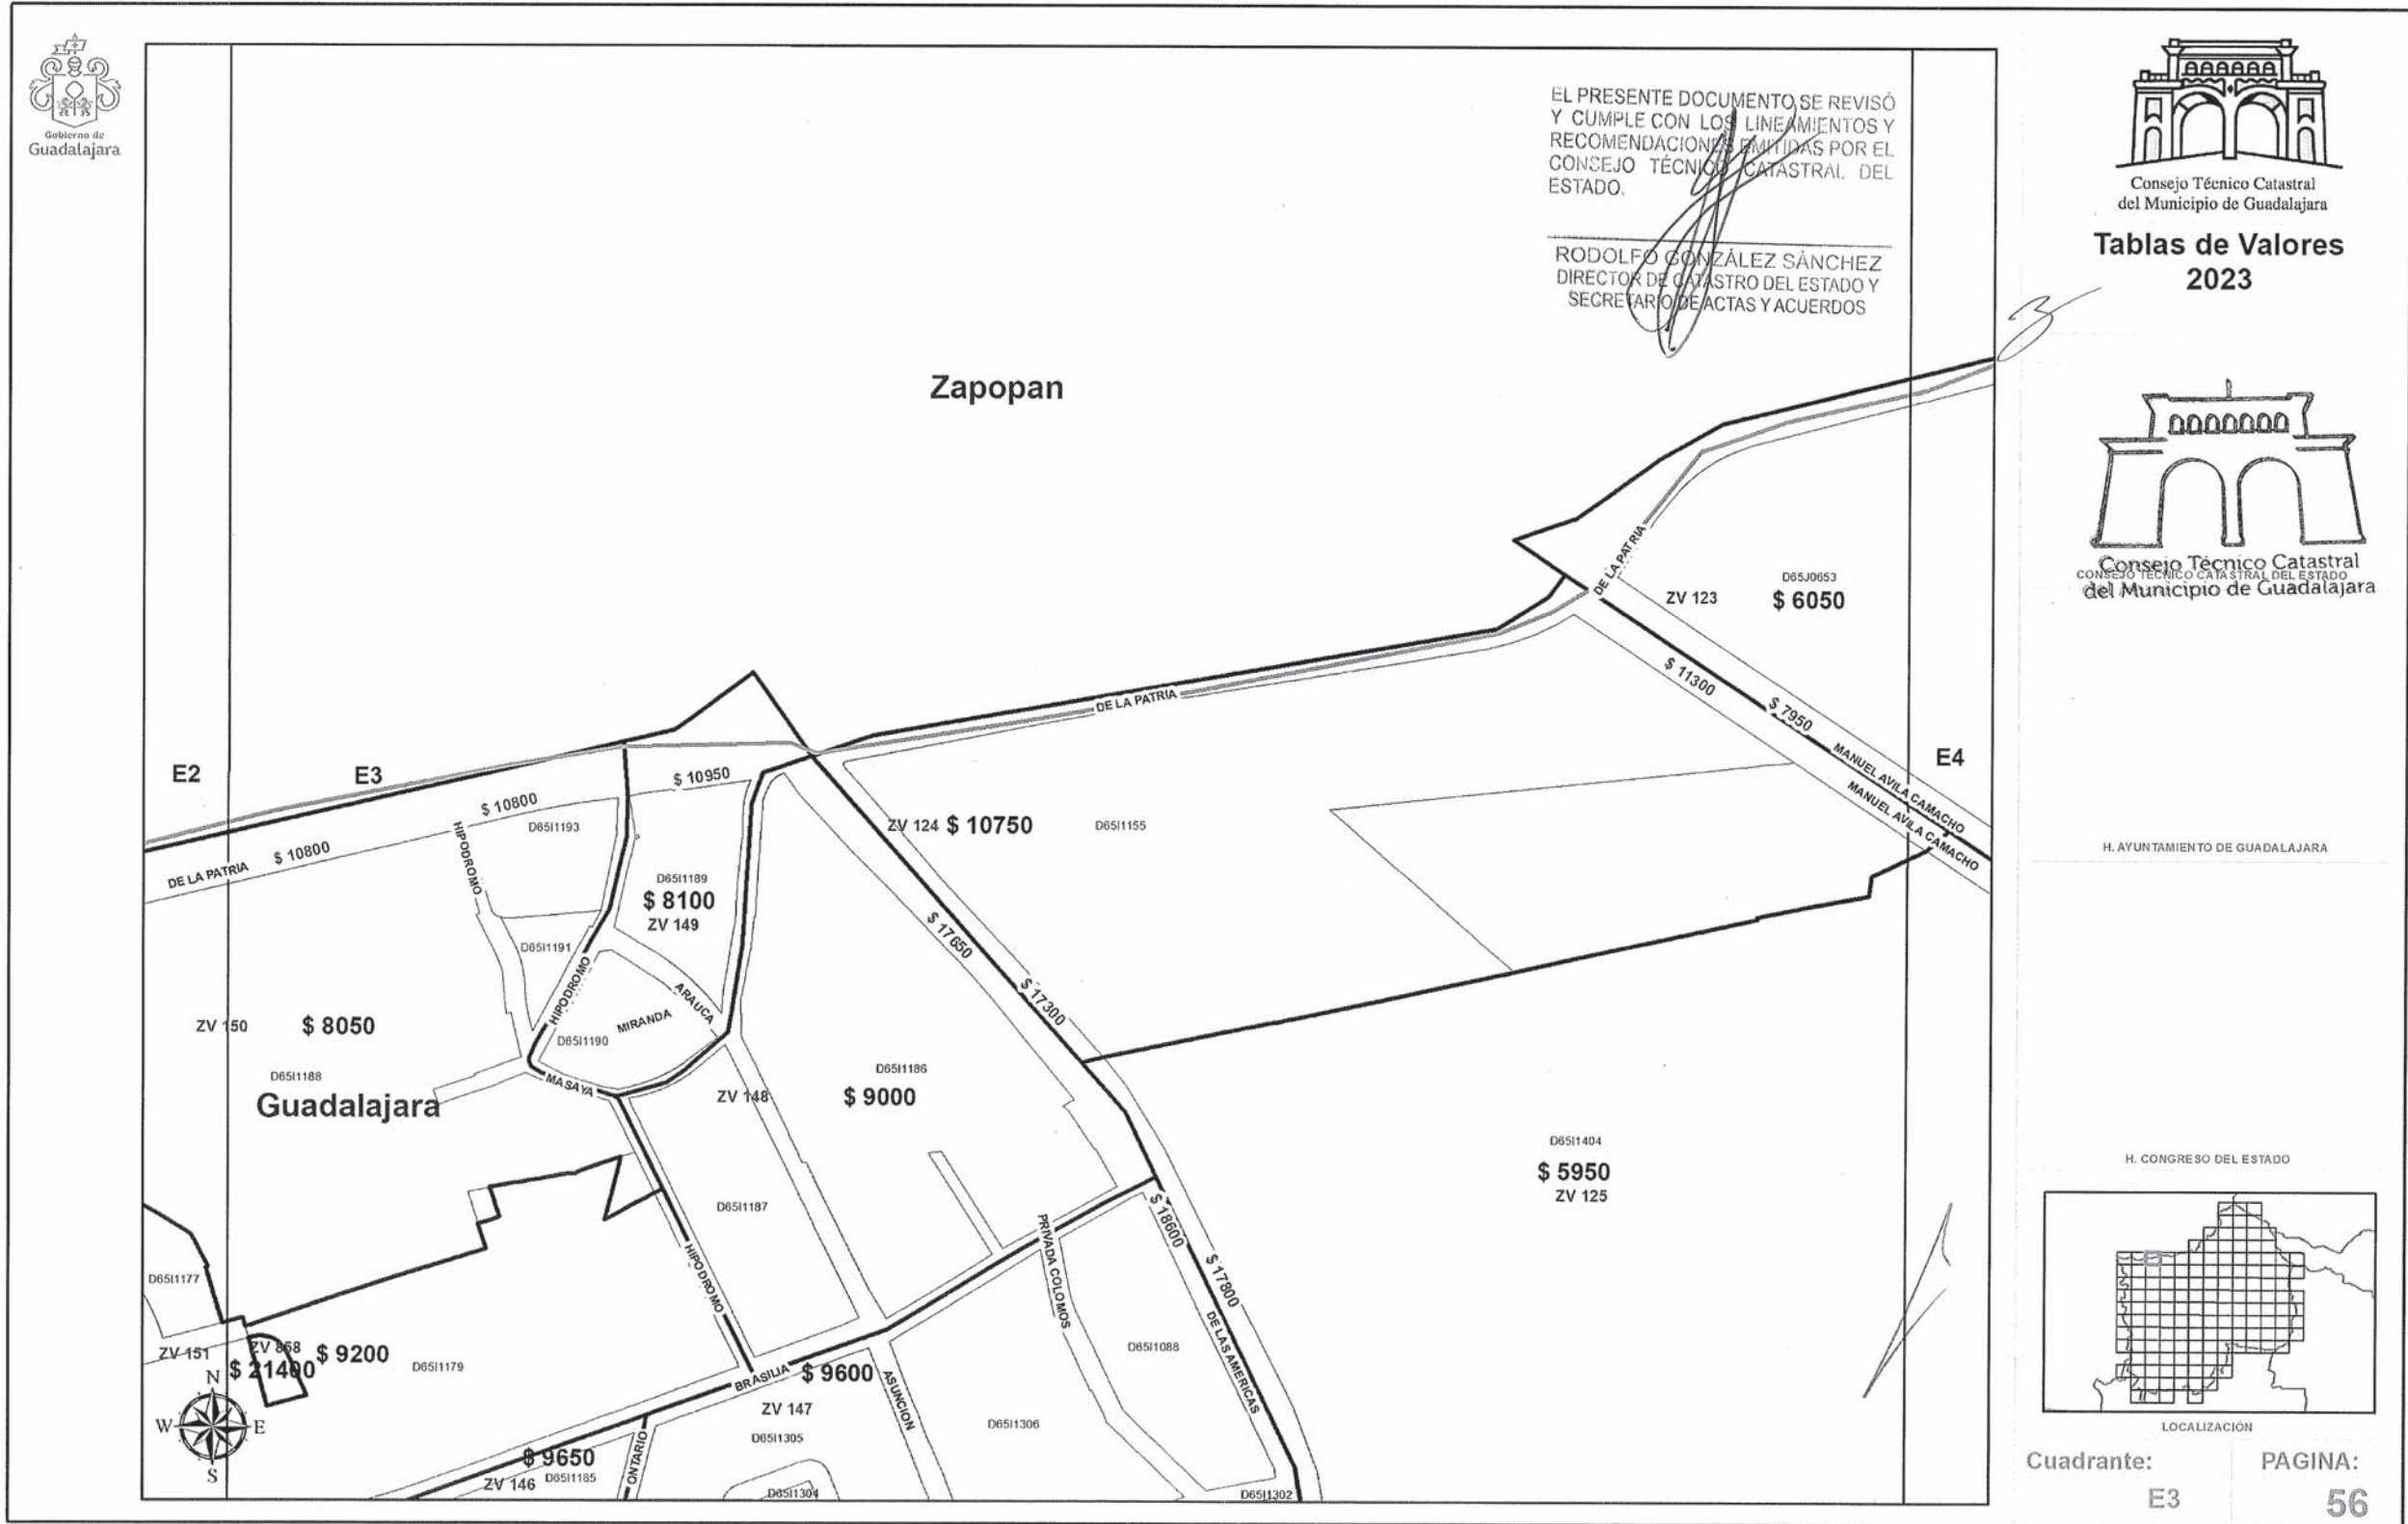 Gobierno de
Guadalajara
EL PRESENTE DOCUMENTO SE REVISÓ
Y CUMPLE CON LOS LINEAMIENTOS Y
RECOMENDACIONES EMITIDAS POR EL
CONSEJO TÉCNICO CATASTRAL DEL
ESTADO.
RODOLFO GONZÁLEZ SÁNCHEZ
DIRECTOR DE CATASTRO DEL ESTADO Y
SECRETARIO DE ACTAS Y ACUERDOS
Consejo Técnico Catastral
del Municipio de Guadalajara
Tablas de Valores
2023
Consejo Técnico Catastral
CONSEJO TÉCNICO CATASTRAL DEL ESTADO
del Municipio de Guadalajara
H. AYUNTAMIENTO DE GUADALAJARA
H. CONGRESO DEL ESTADO
LOCALIZACIÓN
Cuadrante:
E3
PAGINA:
56
Zapopan
DE LA PATRIA
D65J0653
ZV 123
$ 6050
$ 11300
$ 7950
MANUEL AVILA CAMACHO
MANUEL AVILA CAMACHO
E4
DE LA PATRIA
E2
E3
$ 10950
$ 10800
D65I1193
HIPODROMO
$ 10800
DE LA PATRIA
ZV 124 $ 10750
D65I1155
D65I1189
$ 8100
ZV 149
D65I1191
$ 17650
$ 17300
HIPODROMO
ARAUCA
MIRANDA
D65I1190
ZV 150
$ 8050
D65I1188
MASAYA
Guadalajara
ZV 148
D65I1186
$ 9000
D65I1404
$ 5950
ZV 125
D65I1187
HIPODROMO
PRIVADA COLOMOS
$ 18600
$ 17800
DE LAS AMERICAS
D65I1177
ZV 151
ZV 868
$ 21400
$ 9200
D65I1179
D65I1088
BRASILIA
$ 9600
ASUNCION
ZV 147
D65I1305
D65I1306
$ 9650
ZV 146
D65I1185
ONTARIO
D65I1304
D65I1302
N
W
E
S